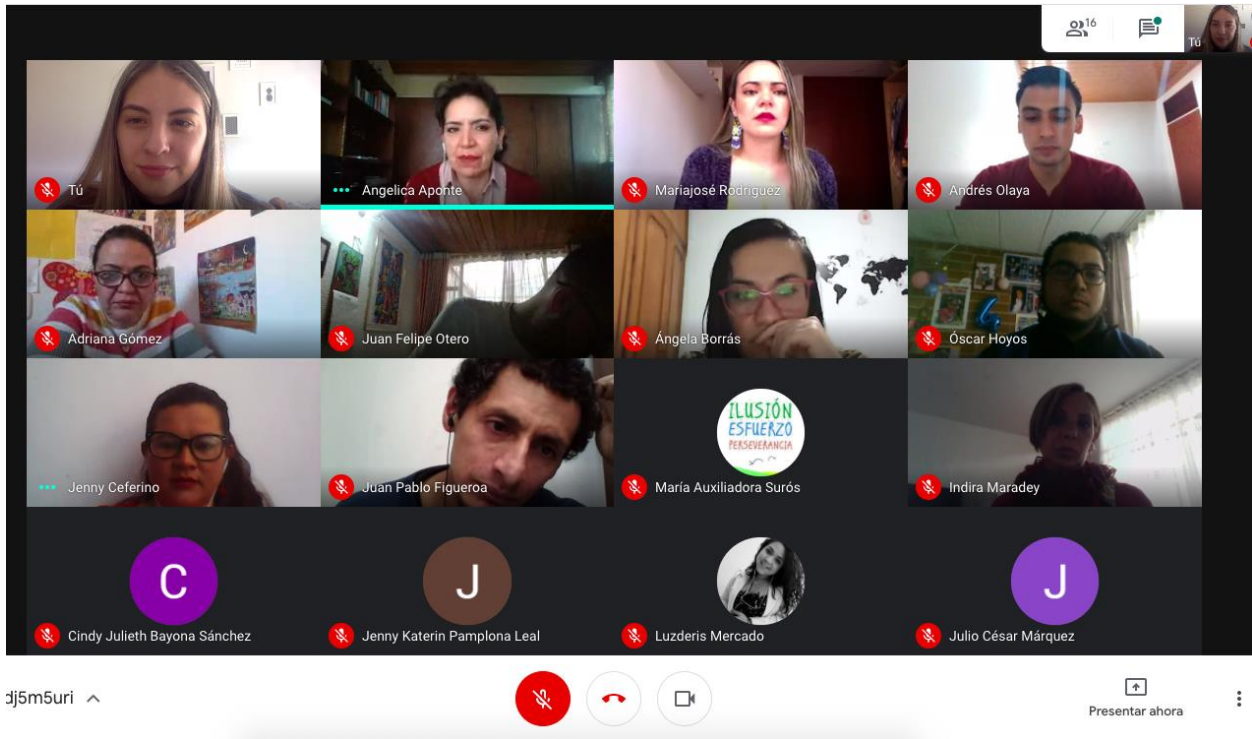 16
Tú
Tú
Angelica Aponte
Mariajosé Rodriguez
Andrés Olaya
Adriana Gómez
Juan Felipe Otero
Ángela Borrás
Óscar Hoyos
Jenny Ceferino
Juan Pablo Figueroa
ILUSIÓN
ESFUERZO
PERSEVERANCIA
María Auxiliadora Surós
Indira Maradey
C
Cindy Julieth Bayona Sánchez
J
Jenny Katerin Pamplona Leal
Luzderis Mercado
J
Julio César Márquez
dj5m5uri
Presentar ahora